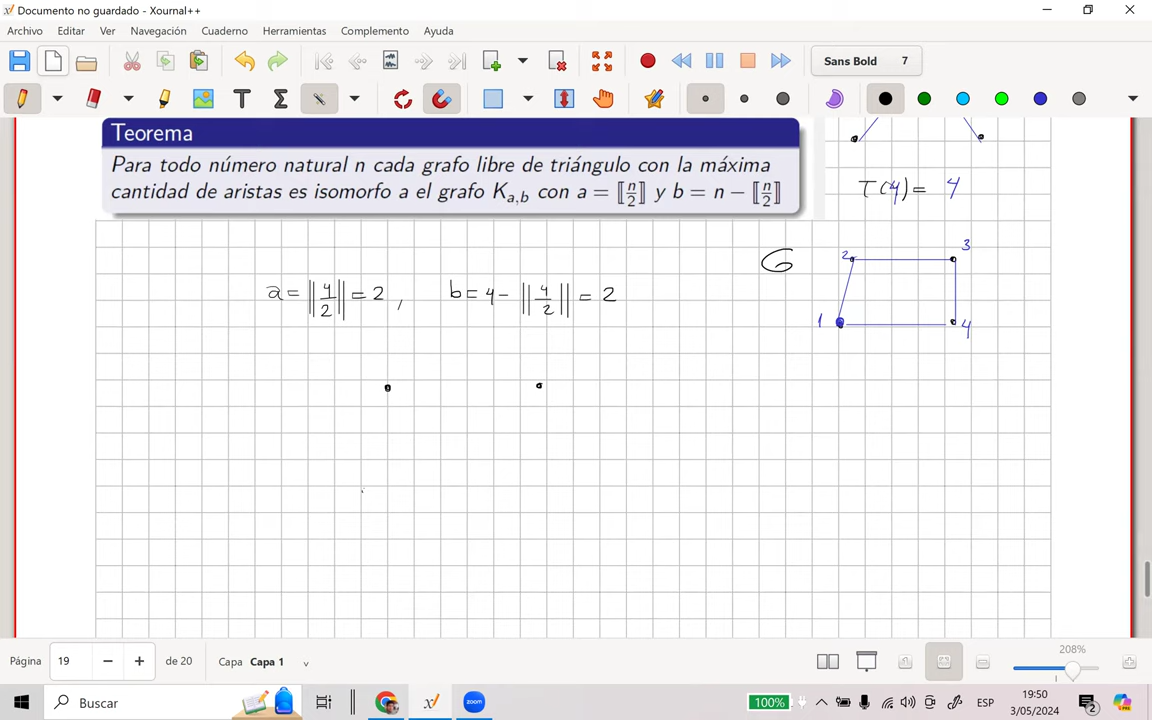 Documento no guardado - Xournal++
Archivo Editar Ver Navegación Cuaderno Herramientas Complemento Ayuda
Sans Bold 7
Teorema
Para todo número natural n cada grafo libre de triángulo con la máxima
cantidad de aristas es isomorfo a el grafo K_{a,b} con a = ⟦n/2⟧ y b = n − ⟦n/2⟧
T(4) = 4
G
2 3
1 4
a = ‖4/2‖ = 2 , b = 4 - ‖4/2‖ = 2
Página 19 de 20 Capa Capa 1
208%
Buscar
100% ESP
19:50
3/05/2024
2